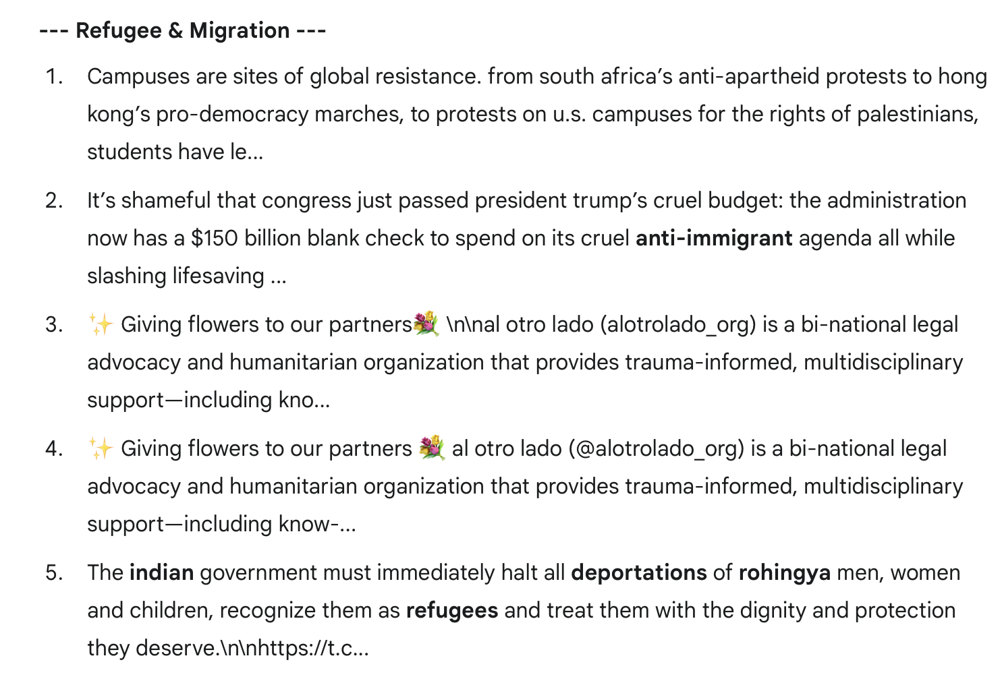 --- Refugee & Migration ---
1. Campuses are sites of global resistance. from south africa’s anti-apartheid protests to hong
kong’s pro-democracy marches, to protests on u.s. campuses for the rights of palestinians,
students have le...
2. It’s shameful that congress just passed president trump’s cruel budget: the administration
now has a $150 billion blank check to spend on its cruel anti-immigrant agenda all while
slashing lifesaving ...
3. ✨ Giving flowers to our partners💐 \n\nal otro lado (alotrolado_org) is a bi-national legal
advocacy and humanitarian organization that provides trauma-informed, multidisciplinary
support—including kno...
4. ✨ Giving flowers to our partners 💐 al otro lado (@alotrolado_org) is a bi-national legal
advocacy and humanitarian organization that provides trauma-informed, multidisciplinary
support—including know-...
5. The indian government must immediately halt all deportations of rohingya men, women
and children, recognize them as refugees and treat them with the dignity and protection
they deserve.\n\nhttps://t.c...